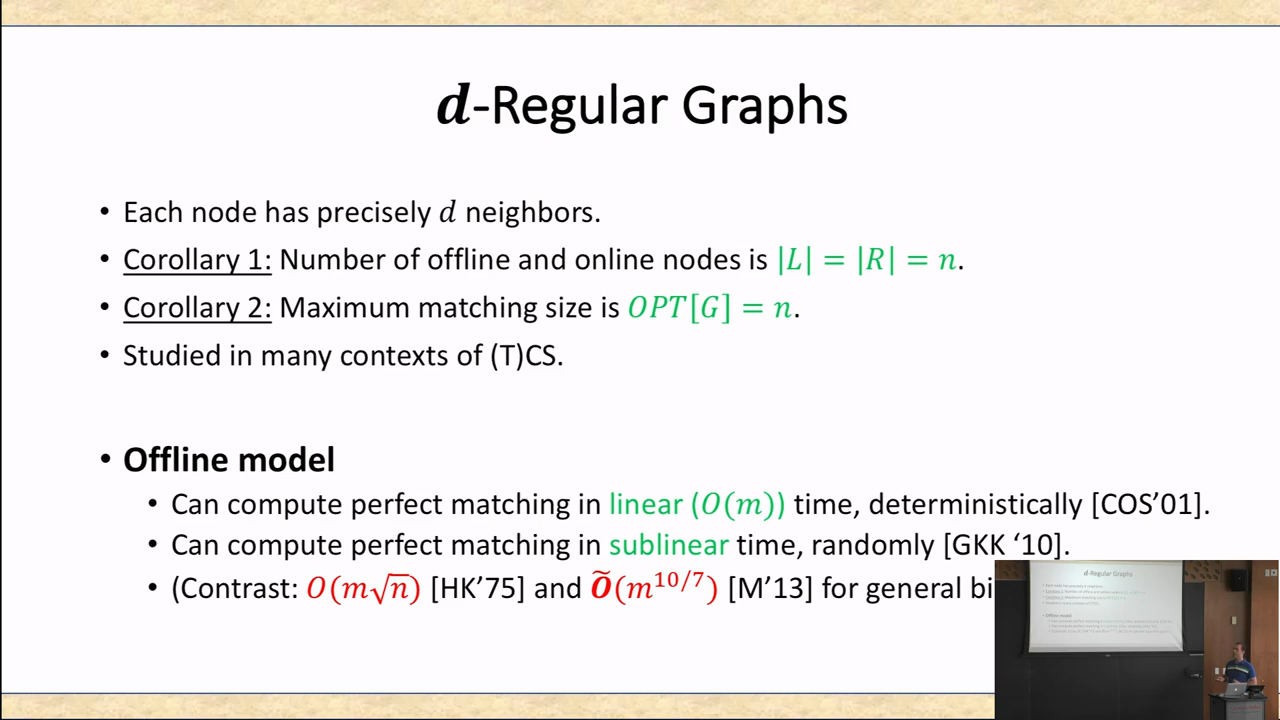 d-Regular Graphs
• Each node has precisely d neighbors.
• Corollary 1: Number of offline and online nodes is |L| = |R| = n.
• Corollary 2: Maximum matching size is OPT[G] = n.
• Studied in many contexts of (T)CS.
• Offline model
• Can compute perfect matching in linear (O(m)) time, deterministically [COS'01].
• Can compute perfect matching in sublinear time, randomly [GKK '10].
• (Contrast: O(m√n) [HK'75] and Õ(m^{10/7}) [M'13] for general bi
d-Regular Graphs